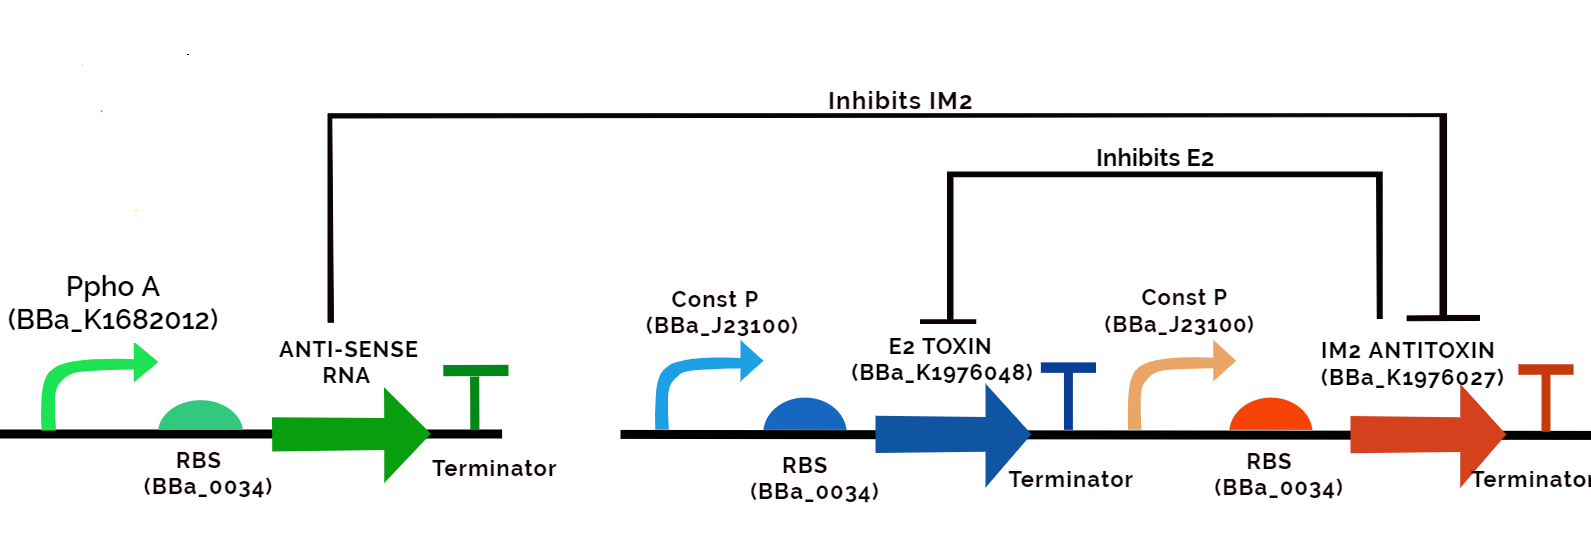 Inhibits IM2
Inhibits E2
Ppho A
(BBa_K1682012)
ANTI-SENSE
RNA
RBS
(BBa_0034)
Terminator
Const P
(BBa_J23100)
E2 TOXIN
(BBa_K1976048)
RBS
(BBa_0034)
Terminator
Const P
(BBa_J23100)
IM2 ANTITOXIN
(BBa_K1976027)
RBS
(BBa_0034)
Terminator